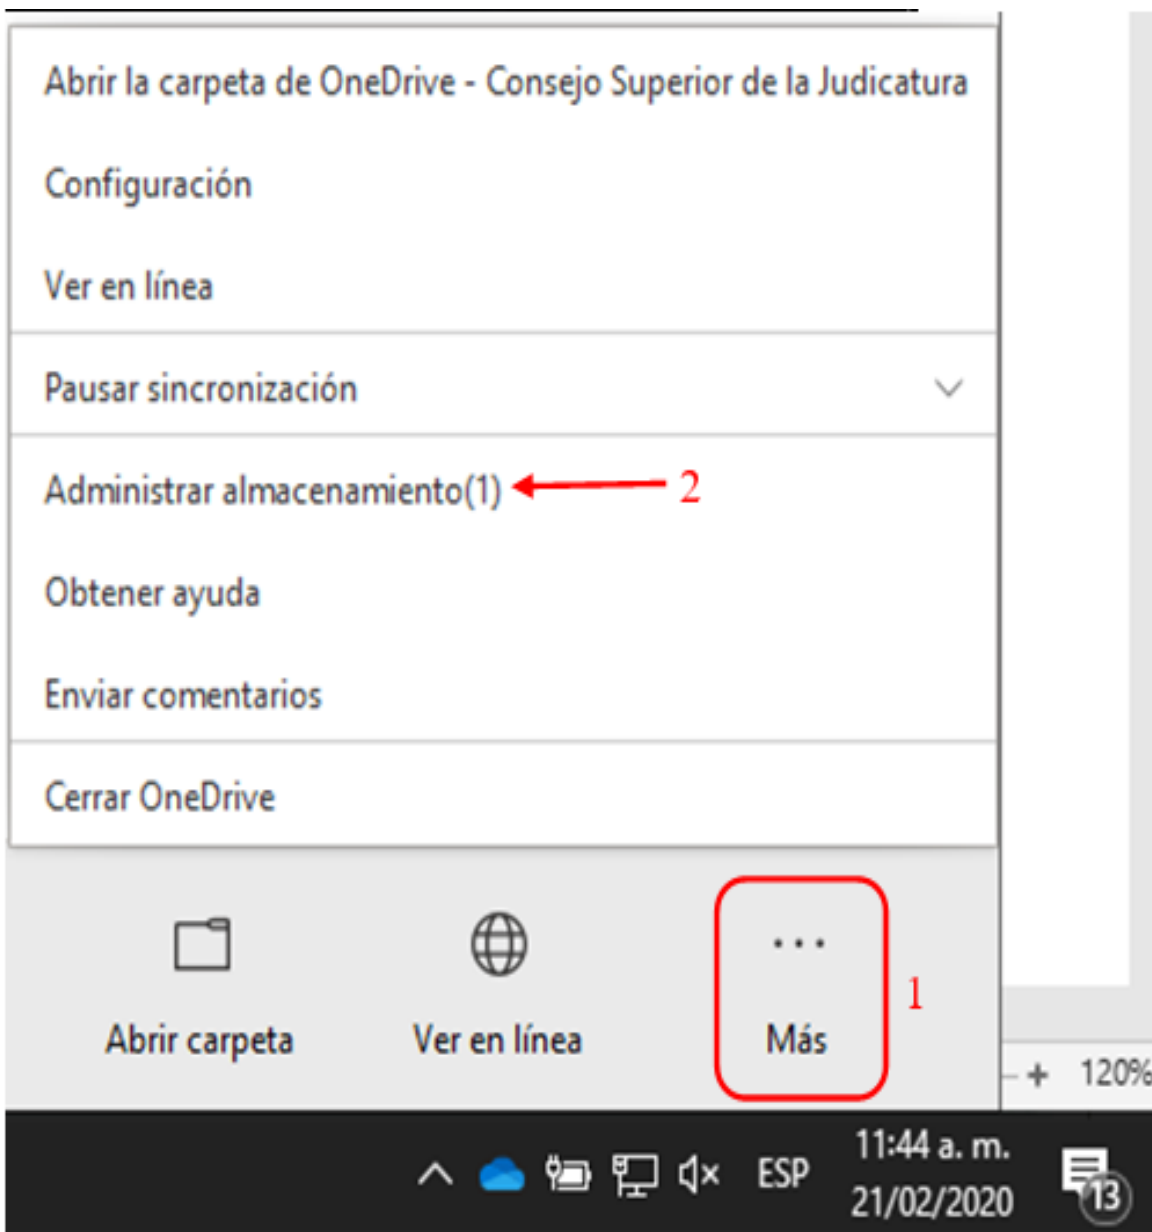 Abrir la carpeta de OneDrive - Consejo Superior de la Judicatura
Configuración
Ver en línea
Pausar sincronización
Administrar almacenamiento(1) 2
Obtener ayuda
Enviar comentarios
Cerrar OneDrive
1
Abrir carpeta Ver en línea Más
120%
11:44 a. m.
ESP
21/02/2020
13